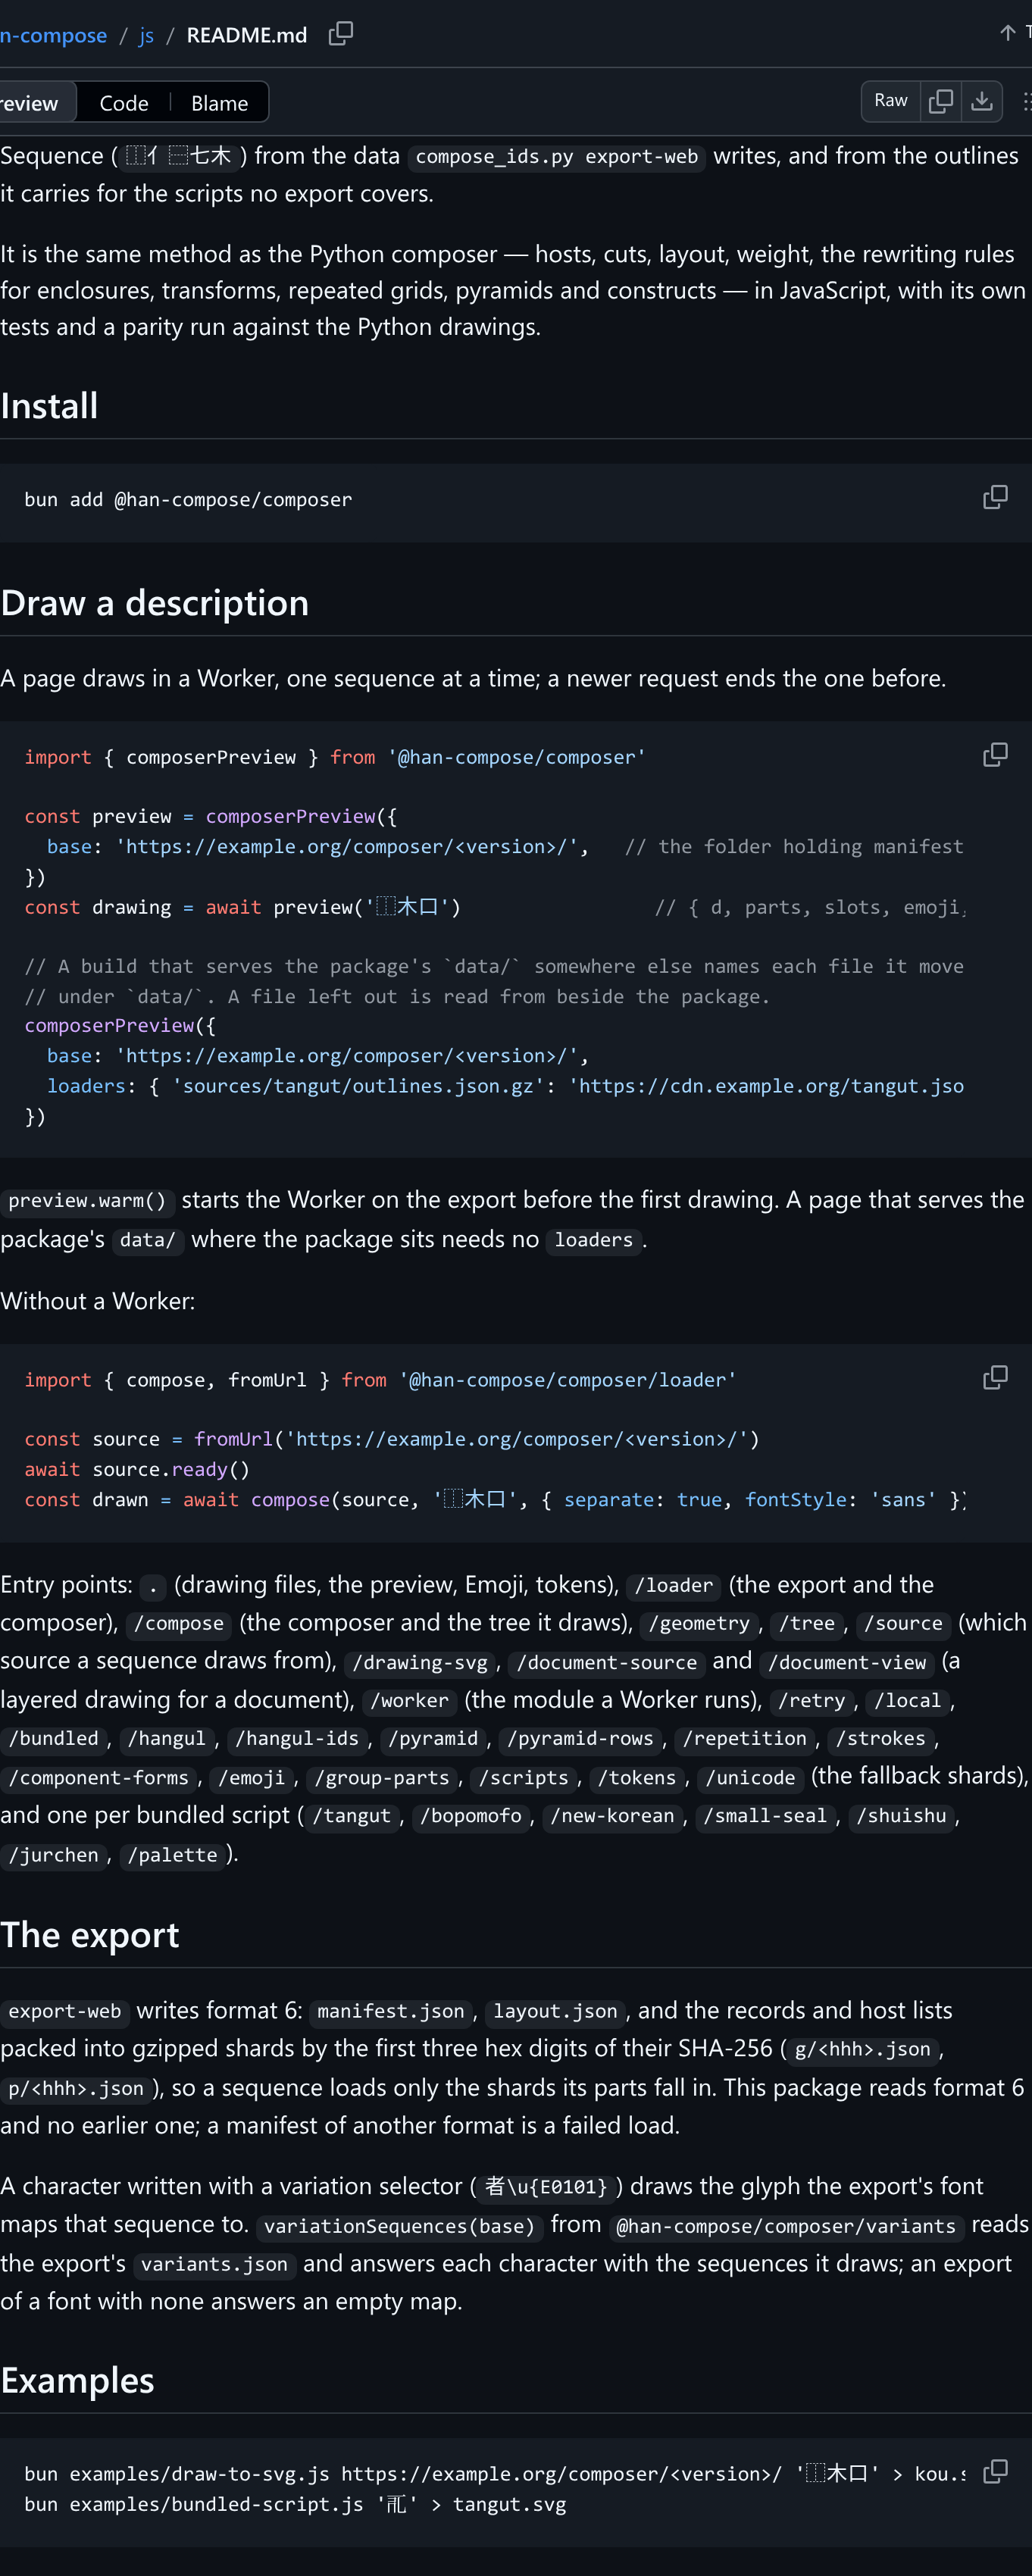 n-compose / js / README.md
review Code Blame Raw
Sequence ( ⿰亻⿱七木 ) from the data compose_ids.py export-web writes, and from the outlines
it carries for the scripts no export covers.
It is the same method as the Python composer — hosts, cuts, layout, weight, the rewriting rules
for enclosures, transforms, repeated grids, pyramids and constructs — in JavaScript, with its own
tests and a parity run against the Python drawings.
Install
bun add @han-compose/composer
Draw a description
A page draws in a Worker, one sequence at a time; a newer request ends the one before.
import { composerPreview } from '@han-compose/composer'
const preview = composerPreview({
  base: 'https://example.org/composer/<version>/',   // the folder holding manifest
})
const drawing = await preview('⿰木口')                 // { d, parts, slots, emoji,
// A build that serves the package's `data/` somewhere else names each file it move
// under `data/`. A file left out is read from beside the package.
composerPreview({
  base: 'https://example.org/composer/<version>/',
  loaders: { 'sources/tangut/outlines.json.gz': 'https://cdn.example.org/tangut.jso
})
preview.warm() starts the Worker on the export before the first drawing. A page that serves the
package's data/ where the package sits needs no loaders .
Without a Worker:
import { compose, fromUrl } from '@han-compose/composer/loader'
const source = fromUrl('https://example.org/composer/<version>/')
await source.ready()
const drawn = await compose(source, '⿰木口', { separate: true, fontStyle: 'sans' })
Entry points: . (drawing files, the preview, Emoji, tokens), /loader (the export and the
composer), /compose (the composer and the tree it draws), /geometry , /tree , /source (which
source a sequence draws from), /drawing-svg , /document-source and /document-view (a
layered drawing for a document), /worker (the module a Worker runs), /retry , /local ,
/bundled , /hangul , /hangul-ids , /pyramid , /pyramid-rows , /repetition , /strokes ,
/component-forms , /emoji , /group-parts , /scripts , /tokens , /unicode (the fallback shards),
and one per bundled script ( /tangut , /bopomofo , /new-korean , /small-seal , /shuishu ,
/jurchen , /palette ).
The export
export-web writes format 6: manifest.json , layout.json , and the records and host lists
packed into gzipped shards by the first three hex digits of their SHA-256 ( g/<hhh>.json ,
p/<hhh>.json ), so a sequence loads only the shards its parts fall in. This package reads format 6
and no earlier one; a manifest of another format is a failed load.
A character written with a variation selector ( 者\u{E0101} ) draws the glyph the export's font
maps that sequence to. variationSequences(base) from @han-compose/composer/variants reads
the export's variants.json and answers each character with the sequences it draws; an export
of a font with none answers an empty map.
Examples
bun examples/draw-to-svg.js https://example.org/composer/<version>/ '⿰木口' > kou.s
bun examples/bundled-script.js '' > tangut.svg